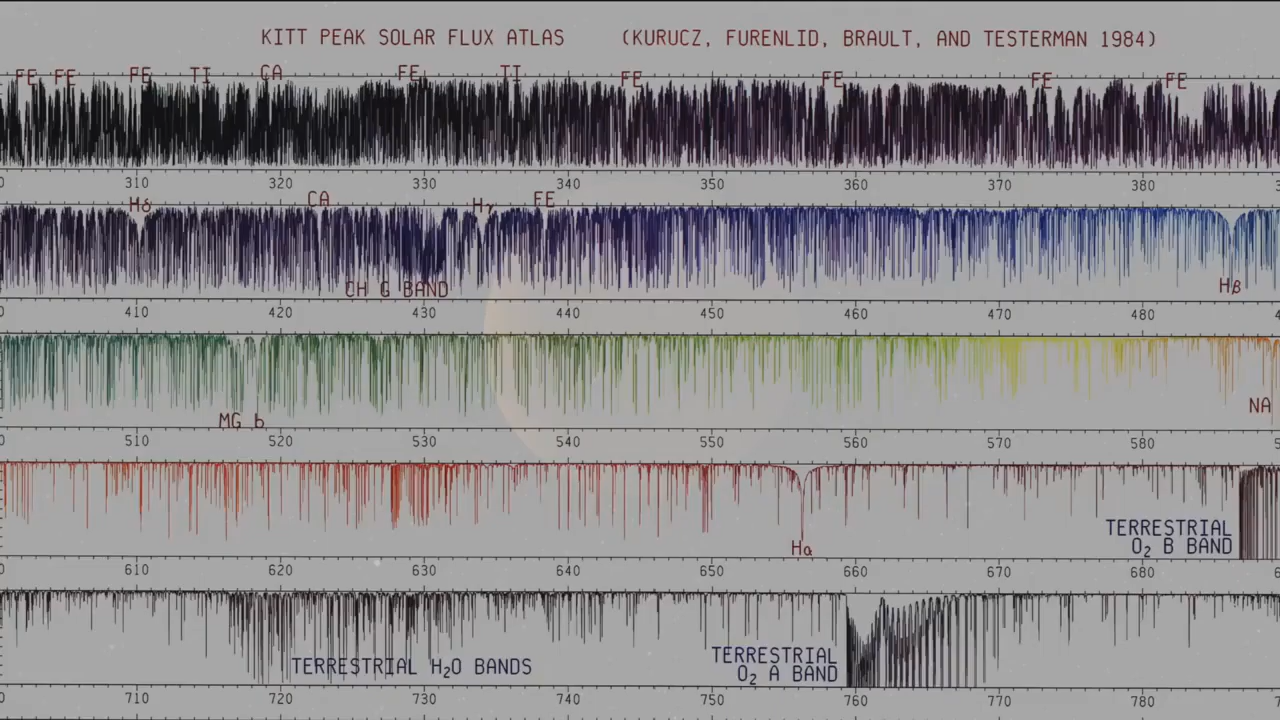 KITT PEAK SOLAR FLUX ATLAS (KURUCZ, FURENLID, BRAULT, AND TESTERMAN 1984)
FE FE FE TI CA FE TI FE FE FE FE
310 320 330 340 350 360 370 380
Hδ CA Hγ FE
CH G BAND Hβ
410 420 430 440 450 460 470 480
MG b NA
510 520 530 540 550 560 570 580
Hα
TERRESTRIAL
O₂ B BAND
610 620 630 640 650 660 670 680
TERRESTRIAL H₂O BANDS
TERRESTRIAL
O₂ A BAND
710 720 730 740 750 760 770 780